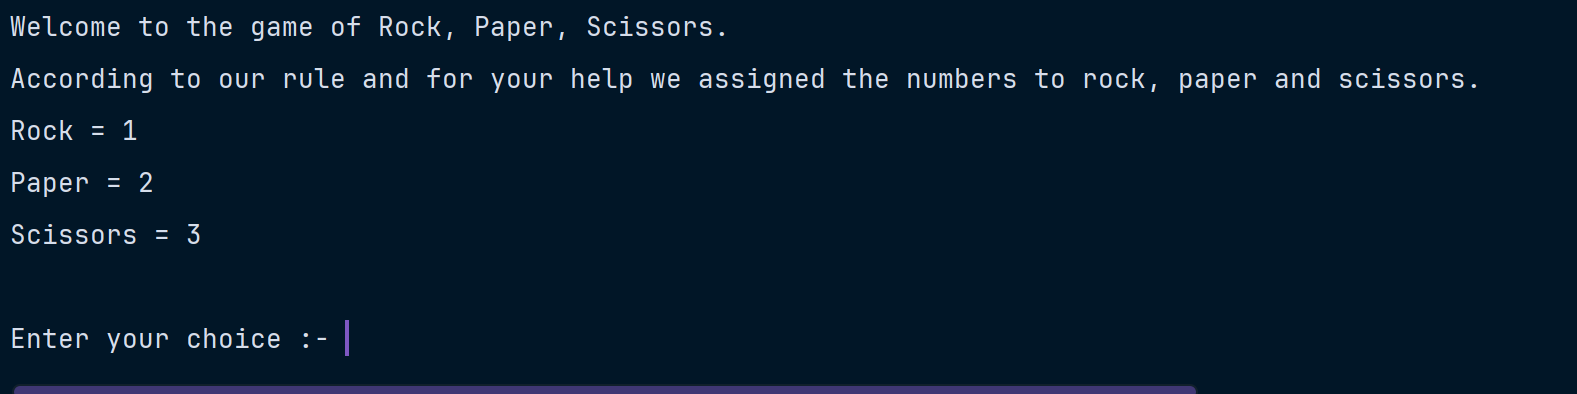 Welcome to the game of Rock, Paper, Scissors.
According to our rule and for your help we assigned the numbers to rock, paper and scissors.
Rock = 1
Paper = 2
Scissors = 3
Enter your choice :-